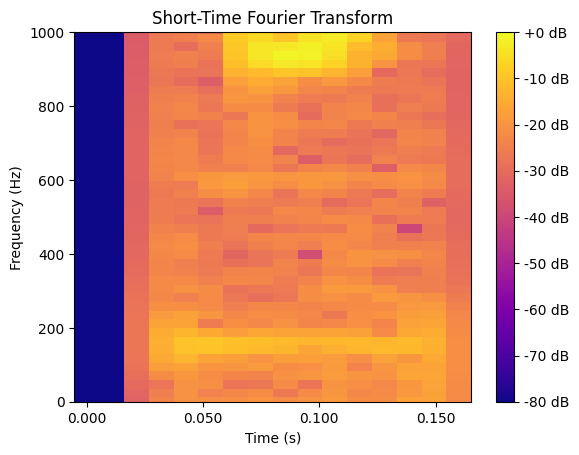 Short-Time Fourier Transform
1000
800
600
400
200
0
Frequency (Hz)
0.000
0.050
0.100
0.150
Time (s)
+0 dB
-10 dB
-20 dB
-30 dB
-40 dB
-50 dB
-60 dB
-70 dB
-80 dB